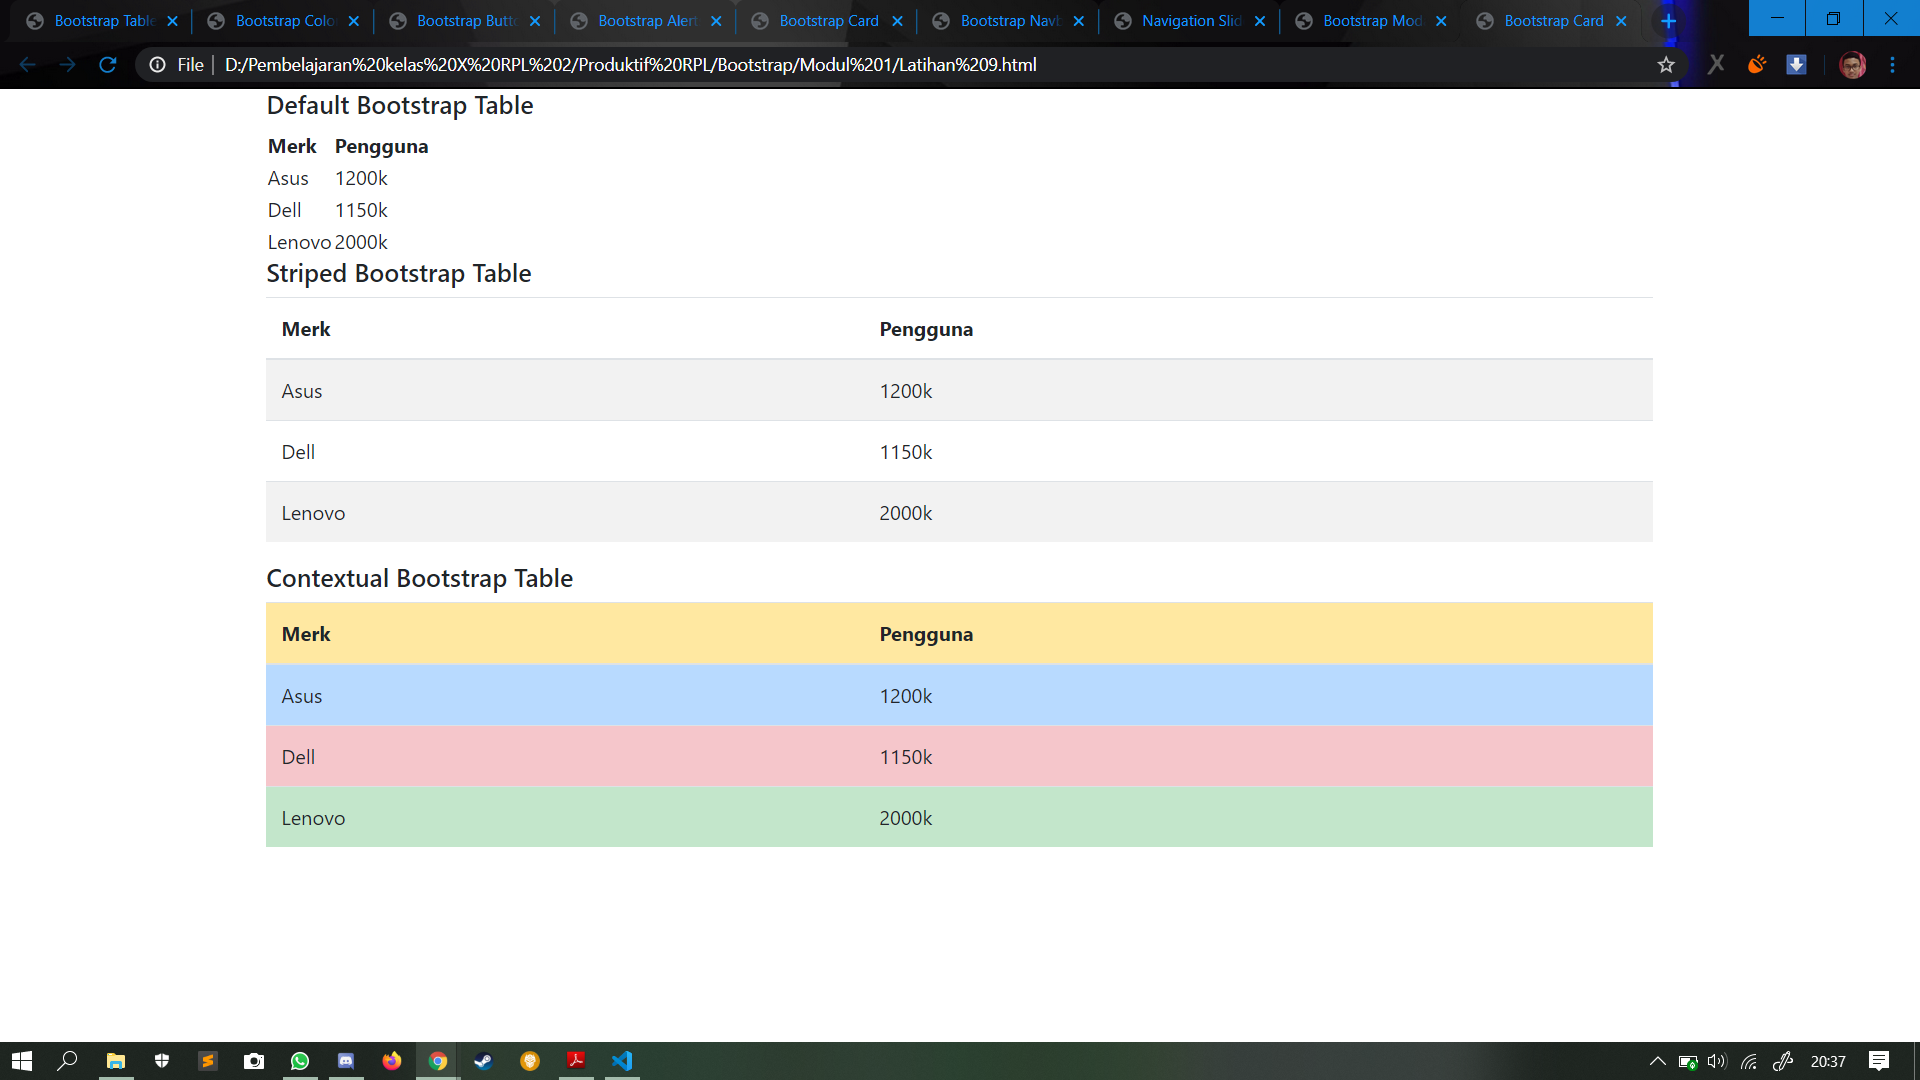 Bootstrap Table Bootstrap Colo Bootstrap Butt Bootstrap Alert Bootstrap Card Bootstrap Navb Navigation Slid Bootstrap Mod Bootstrap Card
File D:/Pembelajaran%20kelas%20X%20RPL%202/Produktif%20RPL/Bootstrap/Modul%201/Latihan%209.html
Default Bootstrap Table
Merk Pengguna
Asus 1200k
Dell 1150k
Lenovo 2000k
Striped Bootstrap Table
Merk Pengguna
Asus 1200k
Dell 1150k
Lenovo 2000k
Contextual Bootstrap Table
Merk Pengguna
Asus 1200k
Dell 1150k
Lenovo 2000k
20:37